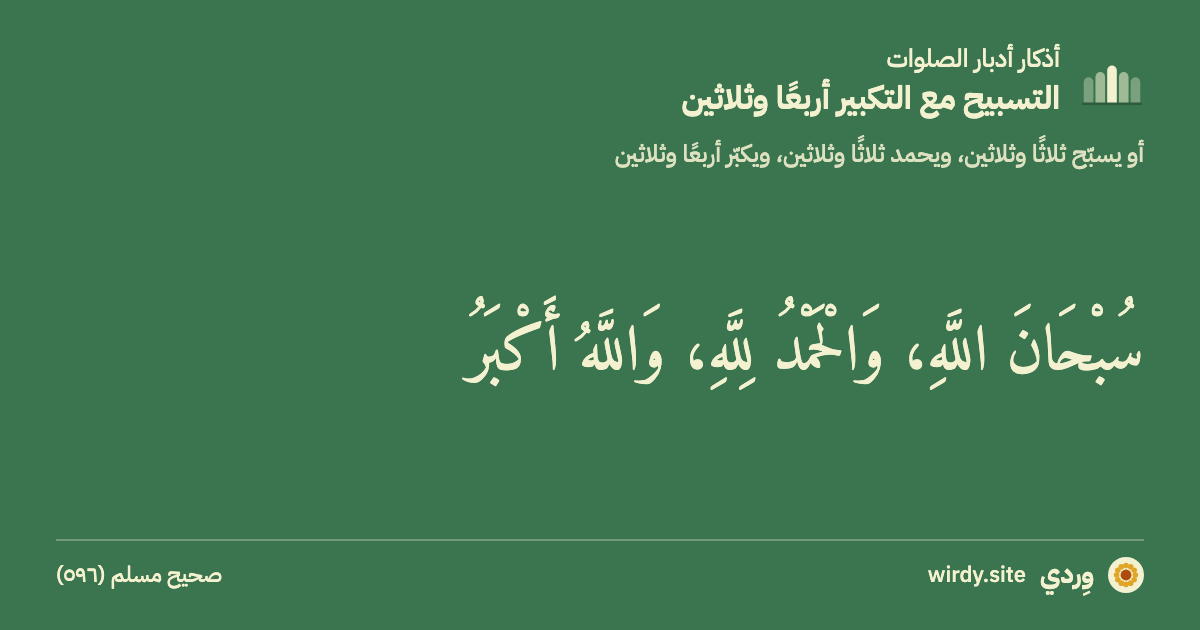 أذكار أدبار الصلوات
التسبيح مع التكبير أربعًا وثلاثين
أو يسبّح ثلاثًا وثلاثين، ويحمد ثلاثًا وثلاثين، ويكبّر أربعًا وثلاثين
سُبْحَانَ اللَّهِ، وَالْحَمْدُ لِلَّهِ، وَاللَّهُ أَكْبَرُ
وِردي wirdy.site
صحيح مسلم (٥٩٦)